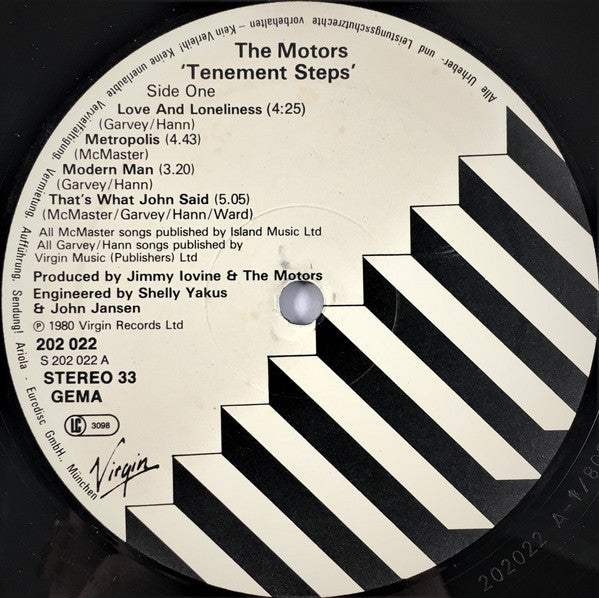 The Motors
'Tenement Steps'
Side One
Love And Loneliness (4:25)
(Garvey/Hann)
Metropolis (4.43)
(McMaster)
Modern Man (3.20)
(Garvey/Hann)
That's What John Said (5.05)
(McMaster/Garvey/Hann/Ward)
All McMaster songs published by Island Music Ltd
All Garvey/Hann songs published by
Virgin Music (Publishers) Ltd
Produced by Jimmy Iovine & The Motors
Engineered by Shelly Yakus
& John Jansen
℗ 1980 Virgin Records Ltd
202 022
S 202 022 A
STEREO 33
GEMA
LC 3098
Virgin
Alle Urheber- und Leistungsschutzrechte vorbehalten – Kein Verleih! Keine unerlaubte Vervielfältigung, Vermietung, Aufführung, Sendung! Ariola - Eurodisc GmbH., München
202022 A-1/80